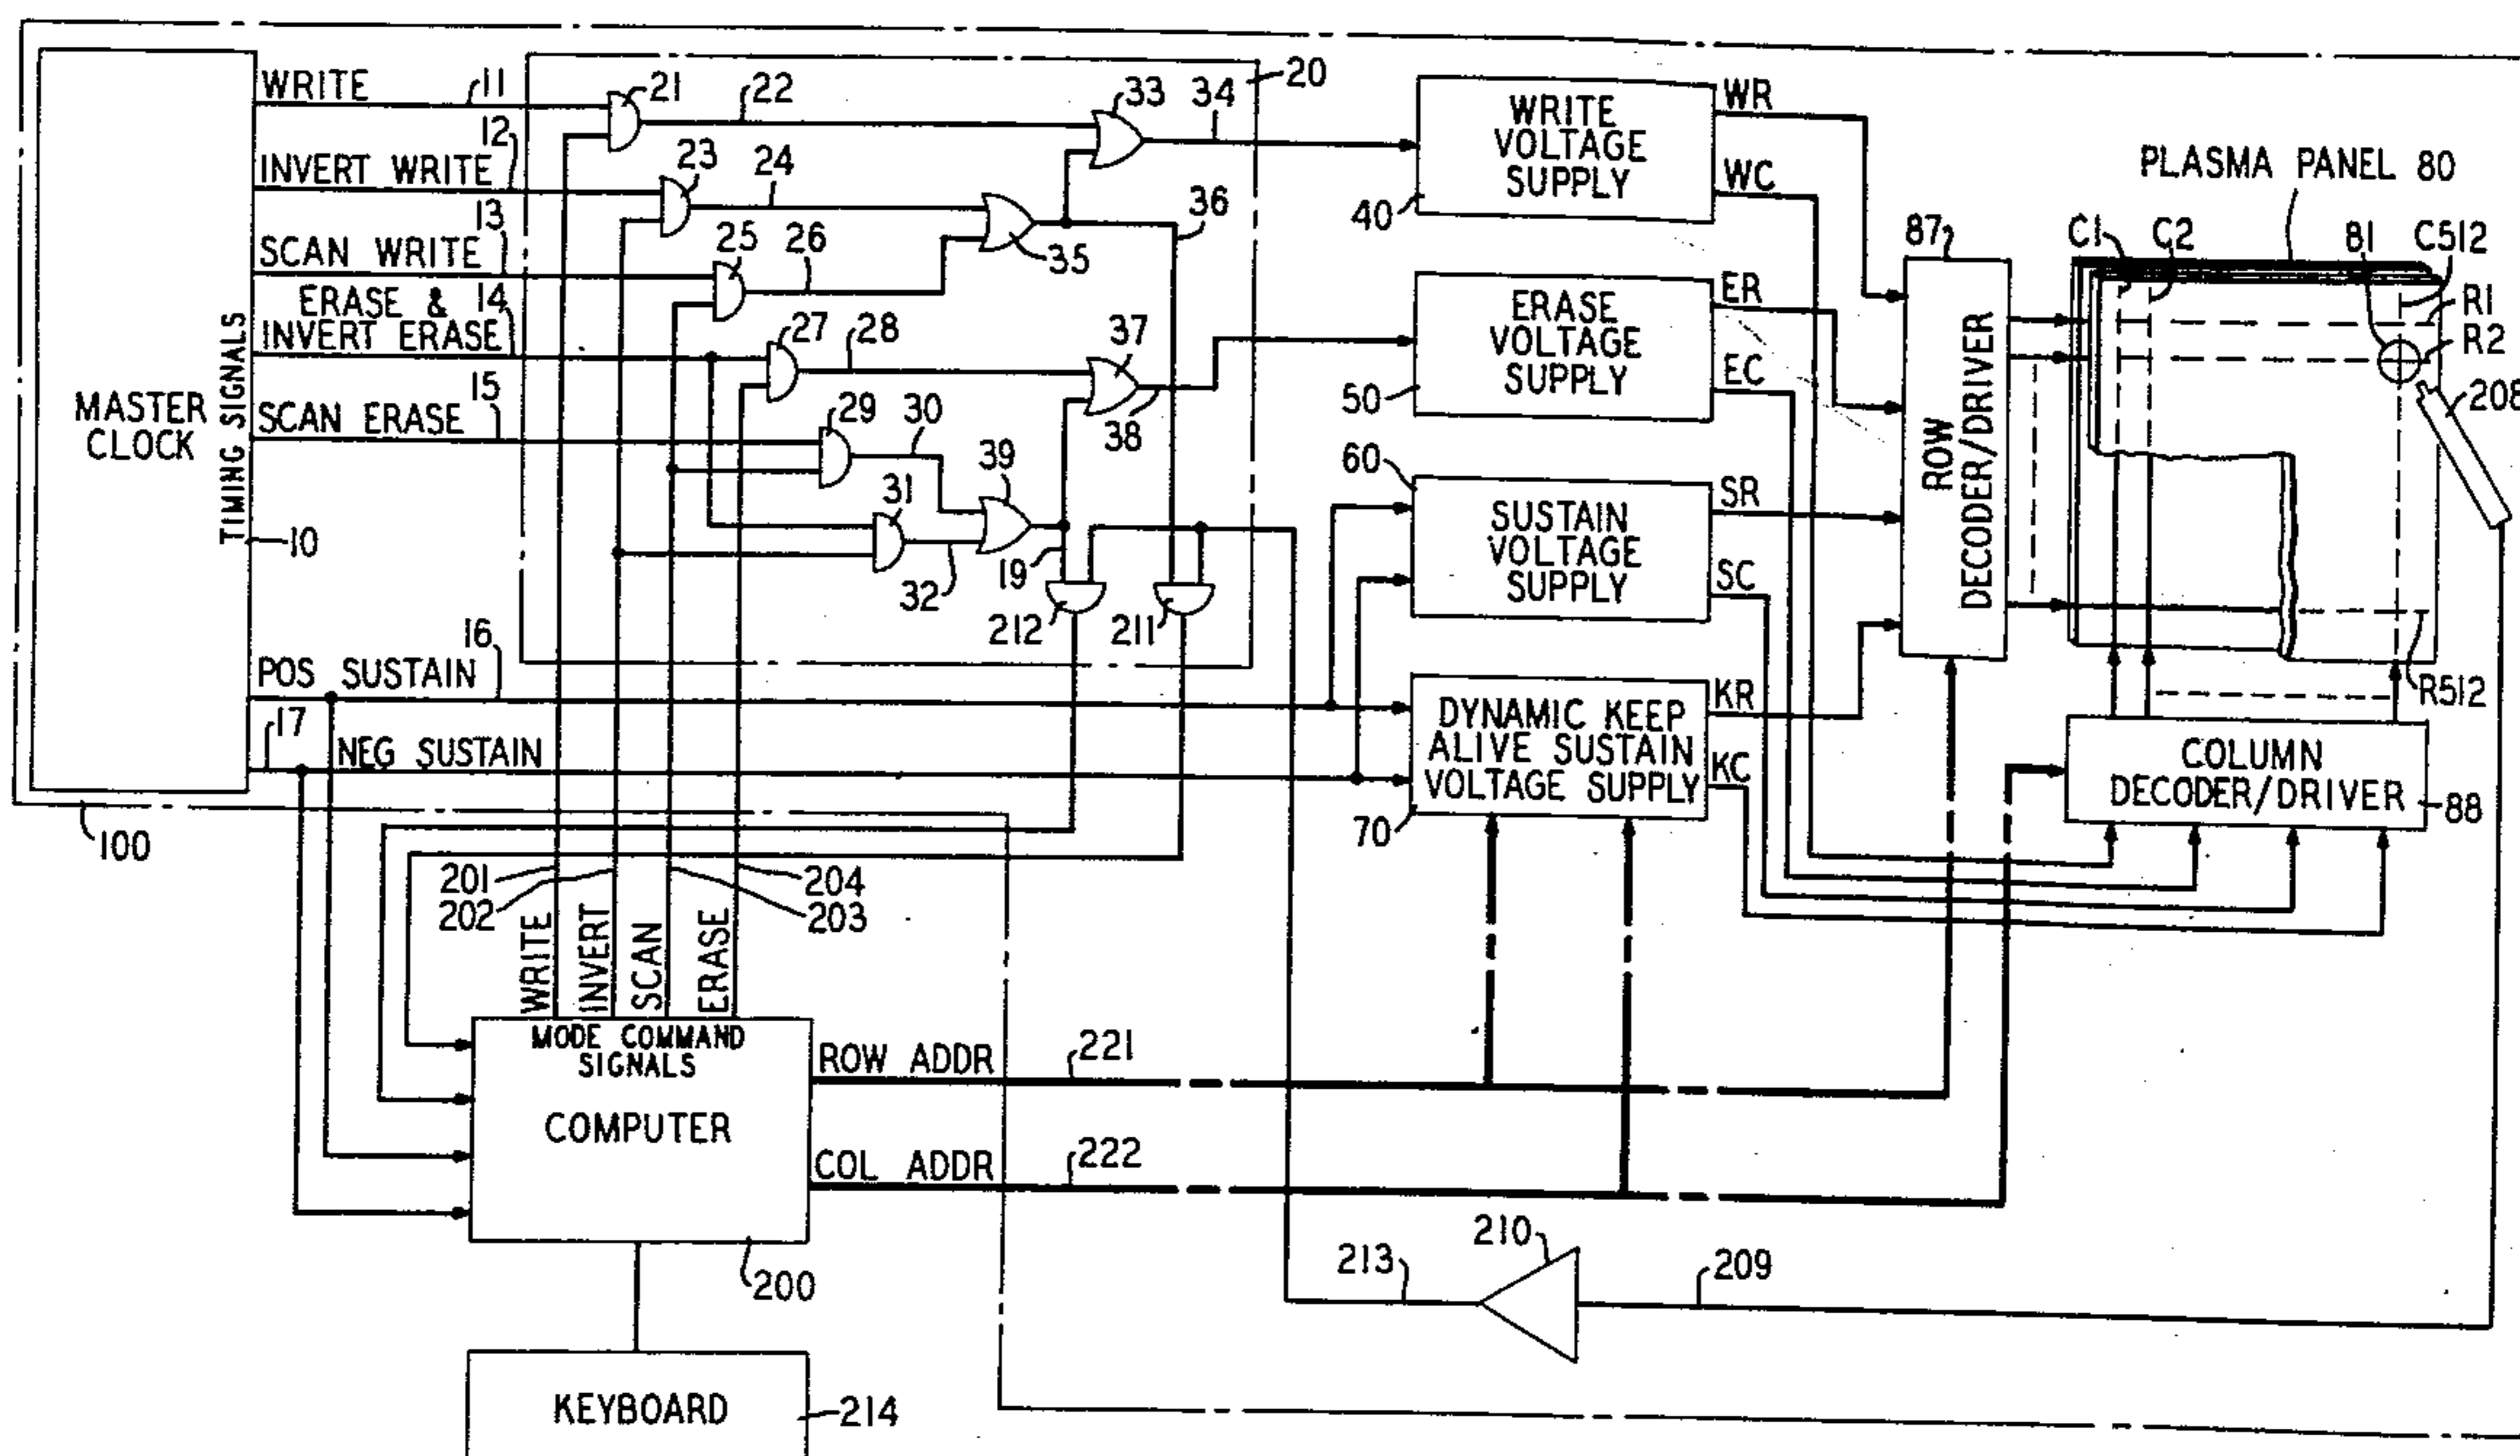 WRITE
11
21
22
20
33
34
WRITE
VOLTAGE
SUPPLY
40
WR
WC
PLASMA PANEL 80
INVERT WRITE
12
23
24
35
36
SCAN WRITE
13
25
26
87
C1
C2
81
C512
R1
R2
ERASE &
INVERT ERASE
14
27
28
37
38
ERASE
VOLTAGE
SUPPLY
50
ER
EC
208
MASTER
CLOCK
TIMING SIGNALS
10
SCAN ERASE
15
29
30
39
31
32
19
212
211
60
SUSTAIN
VOLTAGE
SUPPLY
SR
SC
ROW
DECODER/DRIVER
R512
POS SUSTAIN
16
17
NEG SUSTAIN
DYNAMIC KEEP
ALIVE SUSTAIN
VOLTAGE SUPPLY
70
KR
KC
COLUMN
DECODER/DRIVER
88
100
201
202
204
203
WRITE
INVERT
SCAN
ERASE
MODE COMMAND
SIGNALS
COMPUTER
200
ROW ADDR
221
COL ADDR
222
213
210
209
KEYBOARD
214